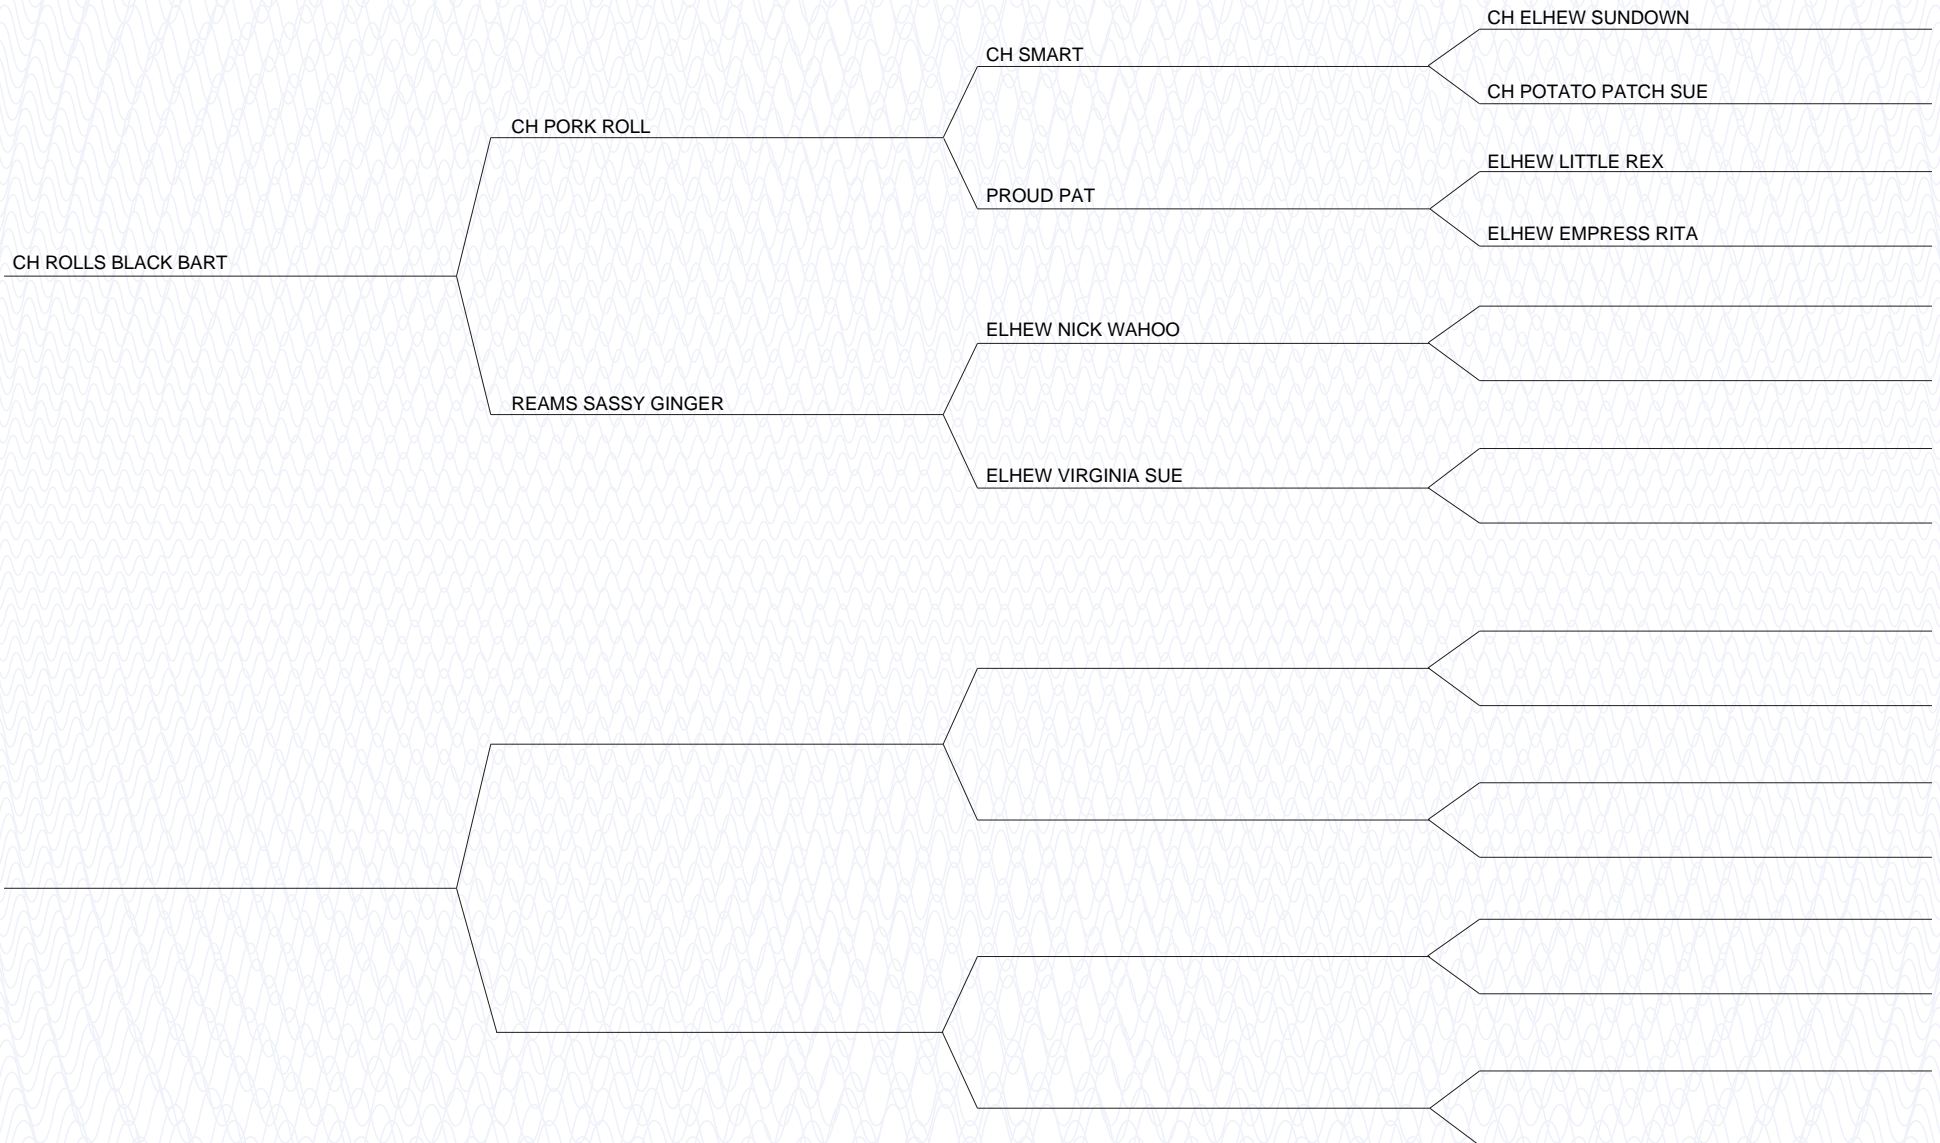 CH ELHEW SUNDOWN
CH SMART
CH POTATO PATCH SUE
CH PORK ROLL
ELHEW LITTLE REX
PROUD PAT
ELHEW EMPRESS RITA
CH ROLLS BLACK BART
ELHEW NICK WAHOO
REAMS SASSY GINGER
ELHEW VIRGINIA SUE